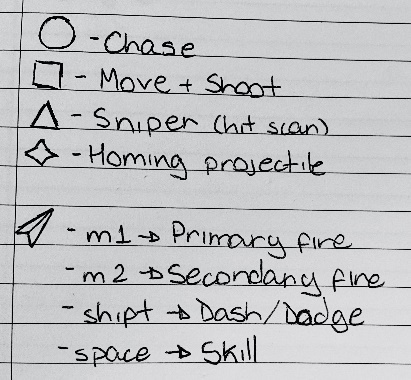 - Chase
- Move + Shoot
- Sniper (hit scan)
- Homing projectile
- m1 → Primary fire
- m2 → Secondary fire
- shift → Dash/Dodge
- space → Skill